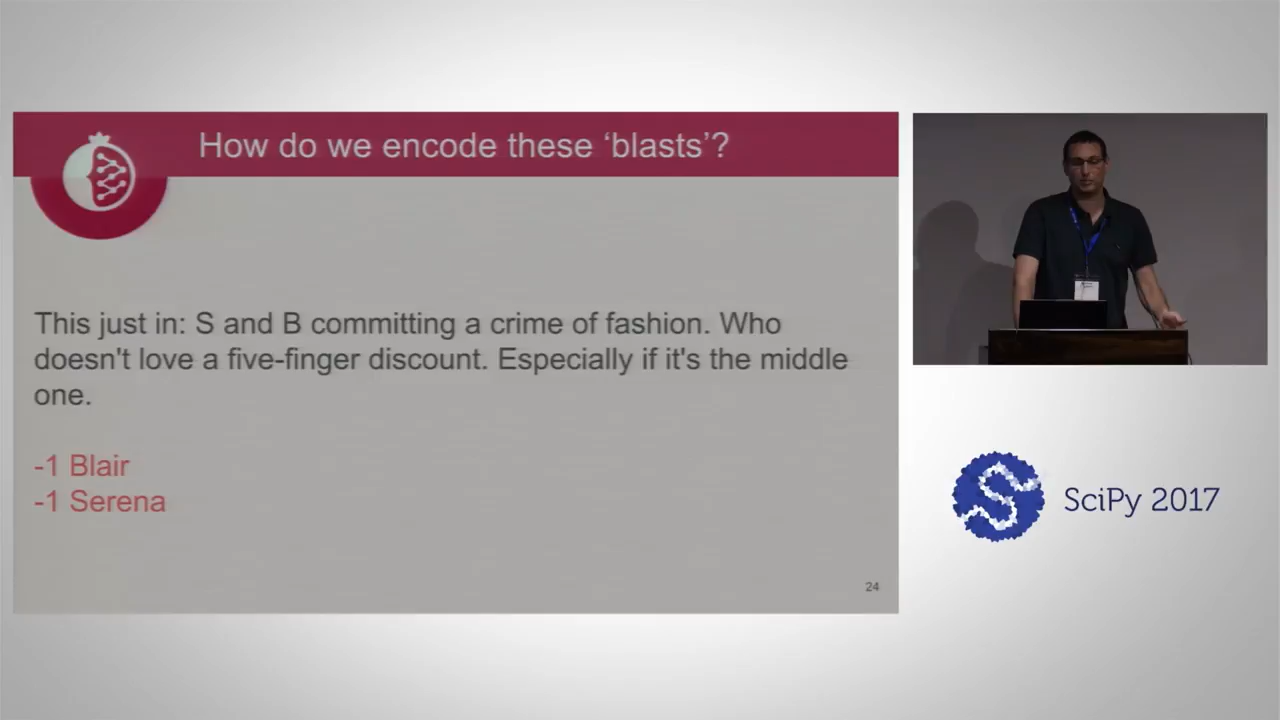 How do we encode these ‘blasts’?
This just in: S and B committing a crime of fashion. Who
doesn't love a five-finger discount. Especially if it's the middle
one.
-1 Blair
-1 Serena
24
SciPy 2017